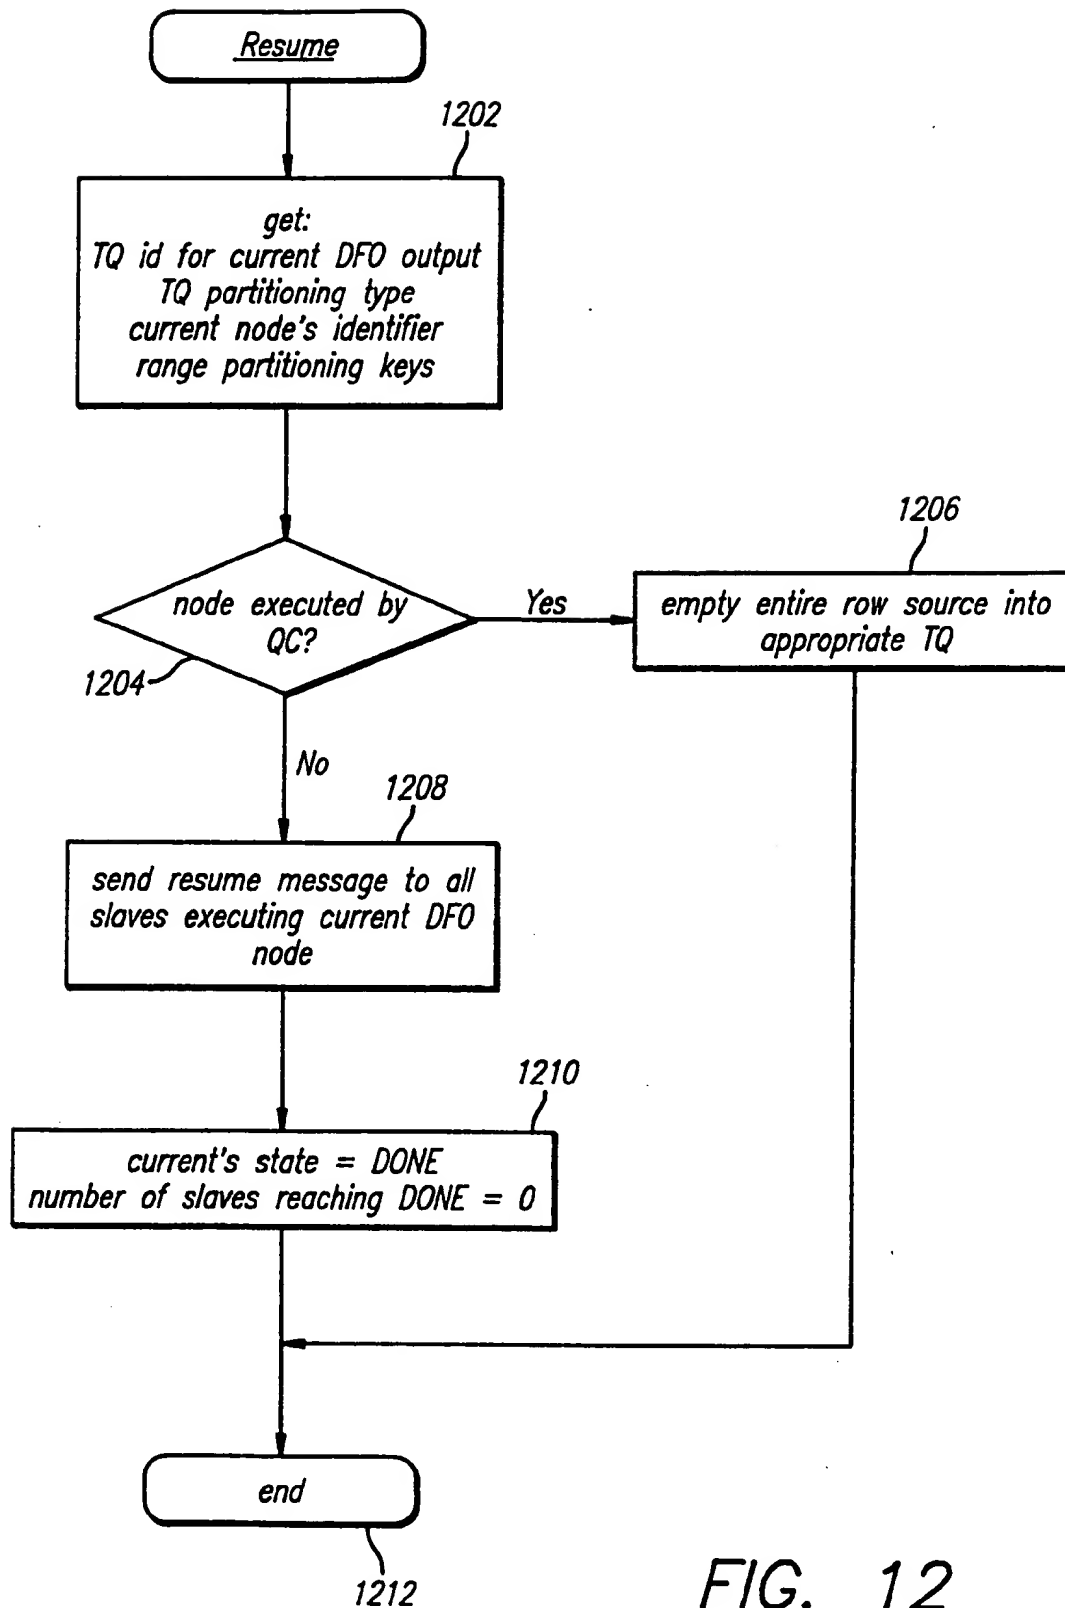 Resume
1202
get:
TQ id for current DFO output
TQ partitioning type
current node's identifier
range partitioning keys
node executed by
QC?
1204
Yes
1206
empty entire row source into
appropriate TQ
No
1208
send resume message to all
slaves executing current DFO
node
1210
current's state = DONE
number of slaves reaching DONE = 0
end
1212
FIG. 12